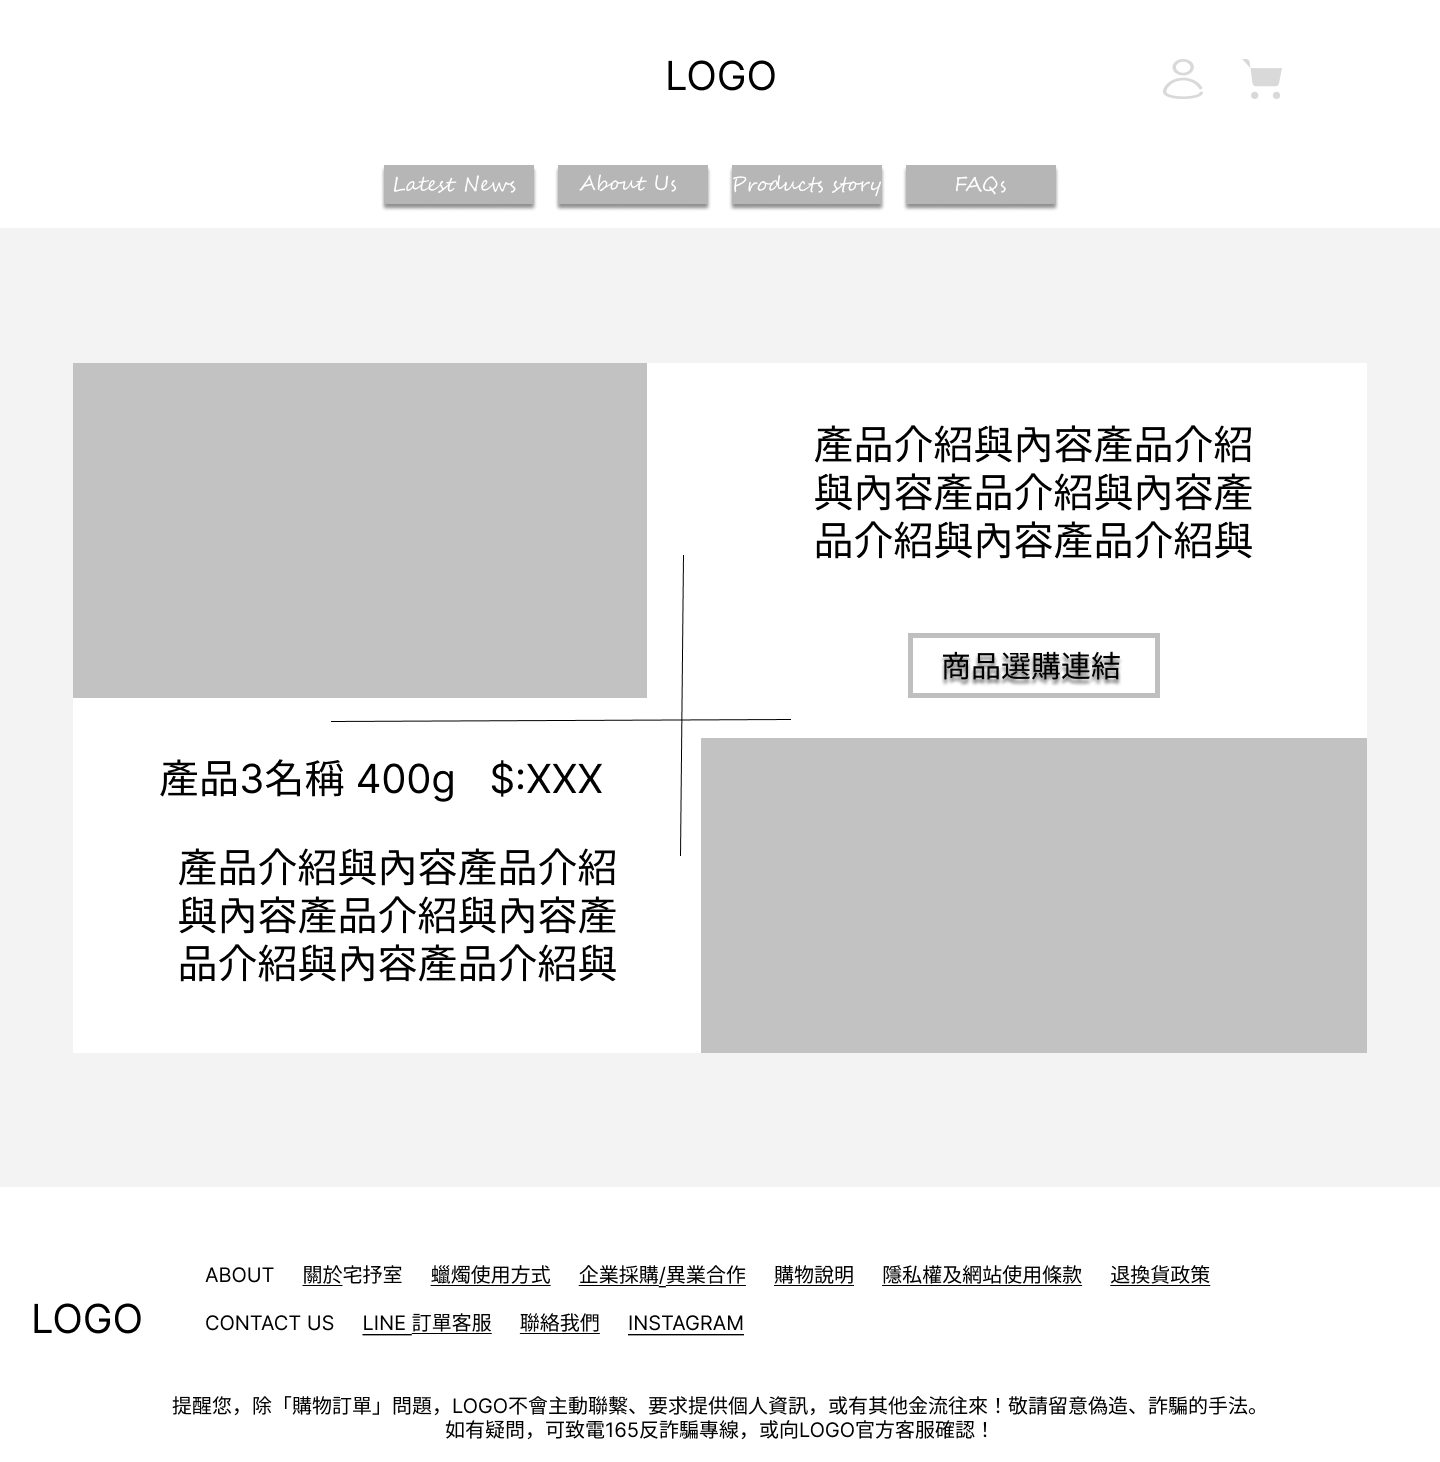 LOGO
Latest News
About Us
Products story
FAQs
產品介紹與內容產品介紹
與內容產品介紹與內容產
品介紹與內容產品介紹與
商品選購連結
產品3名稱 400g $:XXX
產品介紹與內容產品介紹
與內容產品介紹與內容產
品介紹與內容產品介紹與
LOGO
ABOUT 關於宅抒室 蠟燭使用方式 企業採購/異業合作 購物說明 隱私權及網站使用條款 退換貨政策
CONTACT US LINE 訂單客服 聯絡我們 INSTAGRAM
提醒您，除「購物訂單」問題，LOGO不會主動聯繫、要求提供個人資訊，或有其他金流往來！敬請留意偽造、詐騙的手法。
如有疑問，可致電165反詐騙專線，或向LOGO官方客服確認！